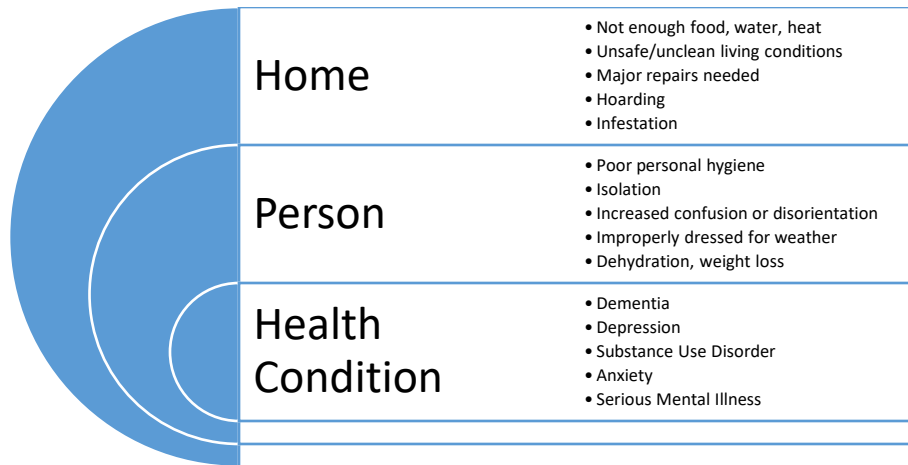 Home
• Not enough food, water, heat
• Unsafe/unclean living conditions
• Major repairs needed
• Hoarding
• Infestation
Person
• Poor personal hygiene
• Isolation
• Increased confusion or disorientation
• Improperly dressed for weather
• Dehydration, weight loss
Health
Condition
• Dementia
• Depression
• Substance Use Disorder
• Anxiety
• Serious Mental Illness